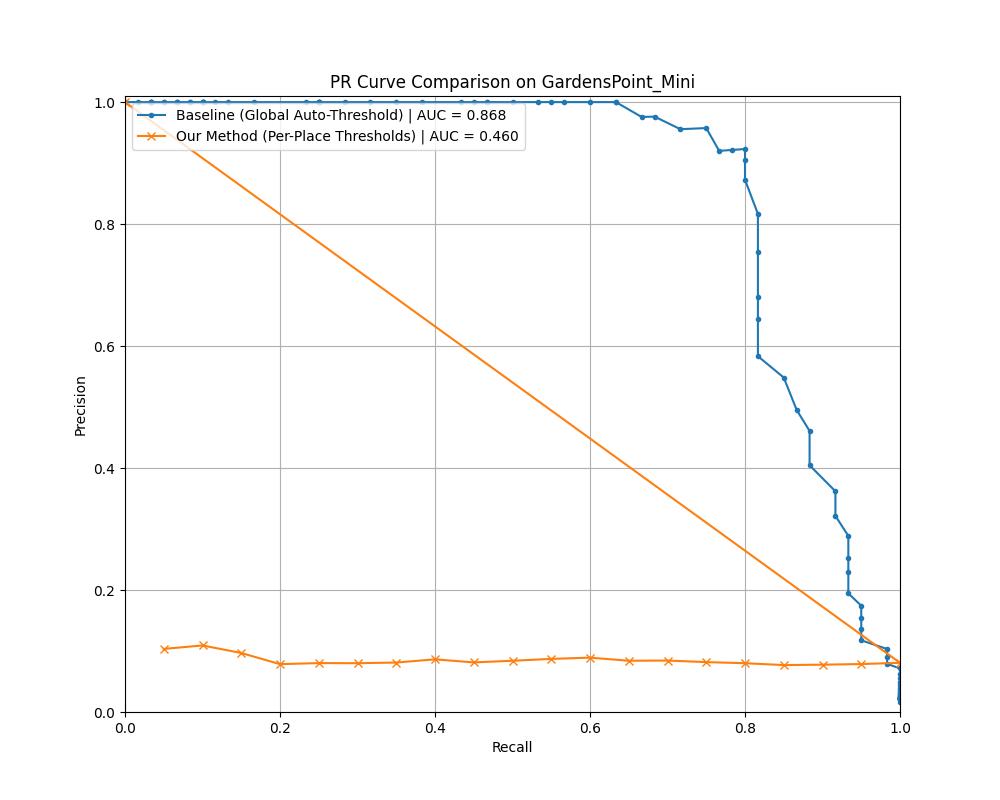 PR Curve Comparison on GardensPoint_Mini
Baseline (Global Auto-Threshold) | AUC = 0.868
Our Method (Per-Place Thresholds) | AUC = 0.460
1.0
0.8
0.6
0.4
0.2
0.0
Precision
0.0 0.2 0.4 0.6 0.8 1.0
Recall